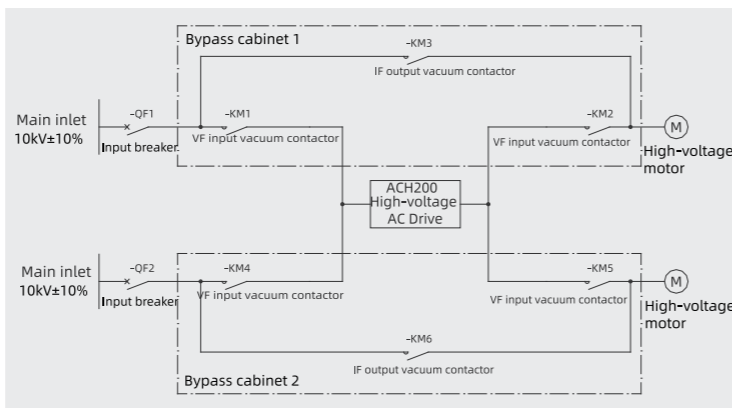 Bypass cabinet 1
-KM3
IF output vacuum contactor
Main inlet
10kV±10%
-QF1
Input breaker
-KM1
VF input vacuum contactor
-KM2
VF input vacuum contactor
M
High-voltage
motor
ACH200
High-voltage
AC Drive
Main inlet
10kV±10%
-QF2
Input breaker
-KM4
VF input vacuum contactor
-KM5
VF input vacuum contactor
M
High-voltage
motor
-KM6
IF output vacuum contactor
Bypass cabinet 2